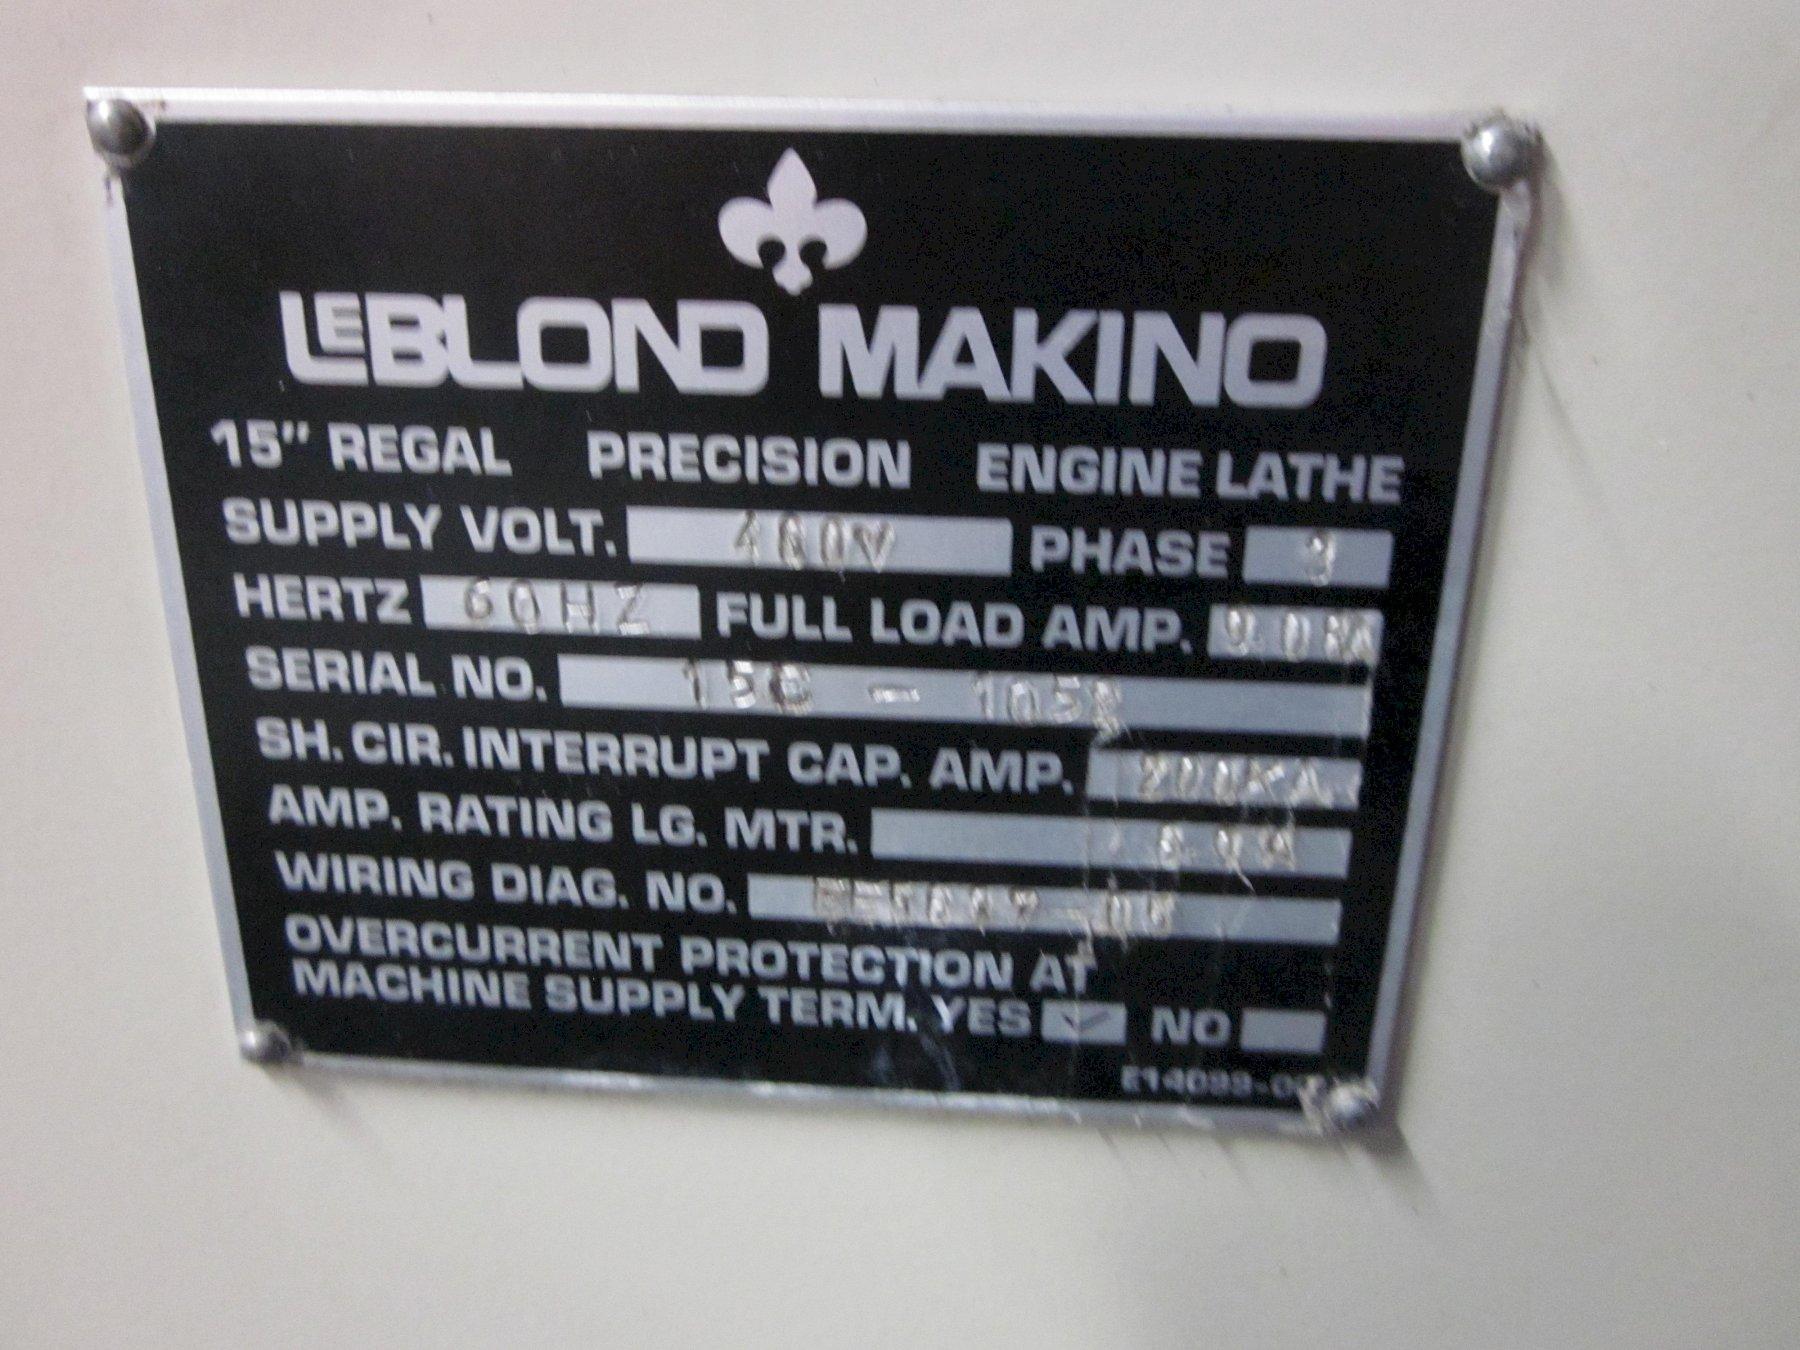 LEBLOND MAKINO
15" REGAL PRECISION ENGINE LATHE
SUPPLY VOLT. 480V PHASE 3
HERTZ 60HZ FULL LOAD AMP.
SERIAL NO.
SH. CIR. INTERRUPT CAP. AMP. 200KA
AMP. RATING LG. MTR.
WIRING DIAG. NO.
OVERCURRENT PROTECTION AT
MACHINE SUPPLY TERM. YES ✓ NO